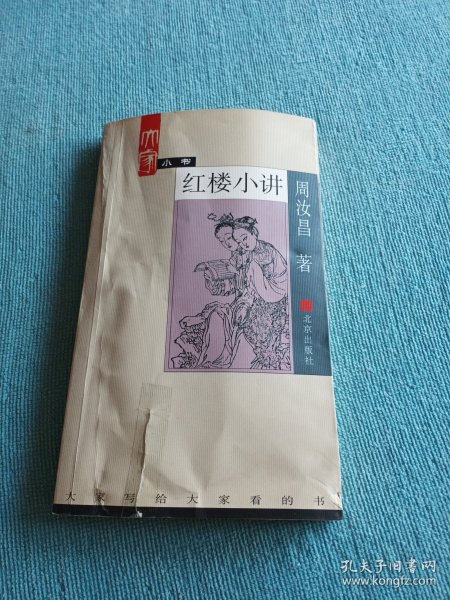 大家
小书
红楼小讲
周汝昌 著
北京出版社
大家写给大家看的书
孔夫子旧书网
www.kongfz.com